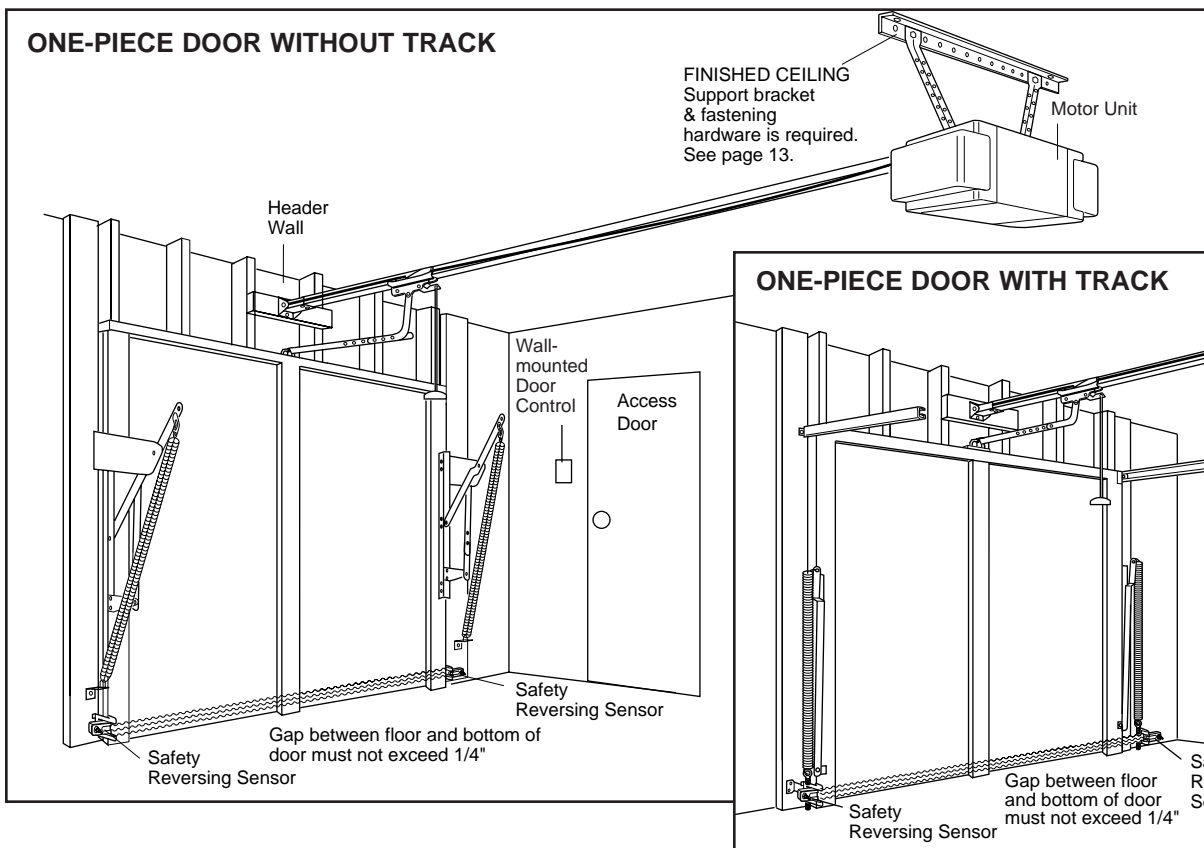 ONE-PIECE DOOR WITHOUT TRACK
FINISHED CEILING
Support bracket
& fastening
hardware is required.
See page 13.
Motor Unit
Header
Wall
Wall-
mounted
Door
Control
Access
Door
Safety
Reversing Sensor
Gap between floor and bottom of
door must not exceed 1/4"
Safety
Reversing Sensor
ONE-PIECE DOOR WITH TRACK
Gap between floor
and bottom of door
must not exceed 1/4"
Safety
Reversing Sensor